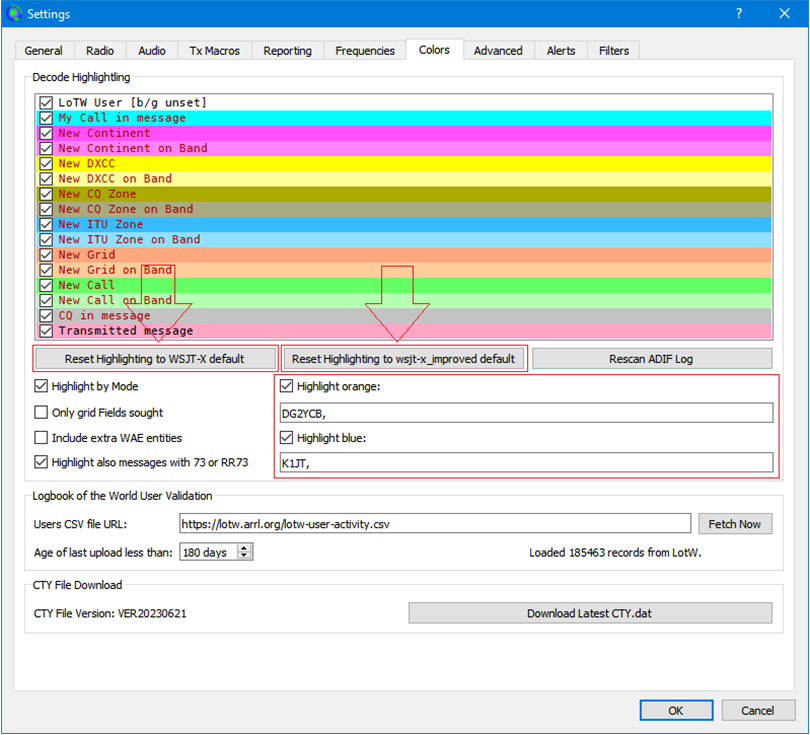 Settings
?
General Radio Audio Tx Macros Reporting Frequencies Colors Advanced Alerts Filters
Decode Highlighting
LoTW User [b/g unset]
My Call in message
New Continent
New Continent on Band
New DXCC
New DXCC on Band
New CQ Zone
New CQ Zone on Band
New ITU Zone
New ITU Zone on Band
New Grid
New Grid on Band
New Call
New Call on Band
CQ in message
Transmitted message
Reset Highlighting to WSJT-X default Reset Highlighting to wsjt-x_improved default Rescan ADIF Log
Highlight by Mode Highlight orange:
Only grid Fields sought DG2YCB,
Include extra WAE entities Highlight blue:
Highlight also messages with 73 or RR73 K1JT,
Logbook of the World User Validation
Users CSV file URL: https://lotw.arrl.org/lotw-user-activity.csv Fetch Now
Age of last upload less than: 180 days Loaded 185463 records from LotW.
CTY File Download
CTY File Version: VER20230621 Download Latest CTY.dat
OK Cancel